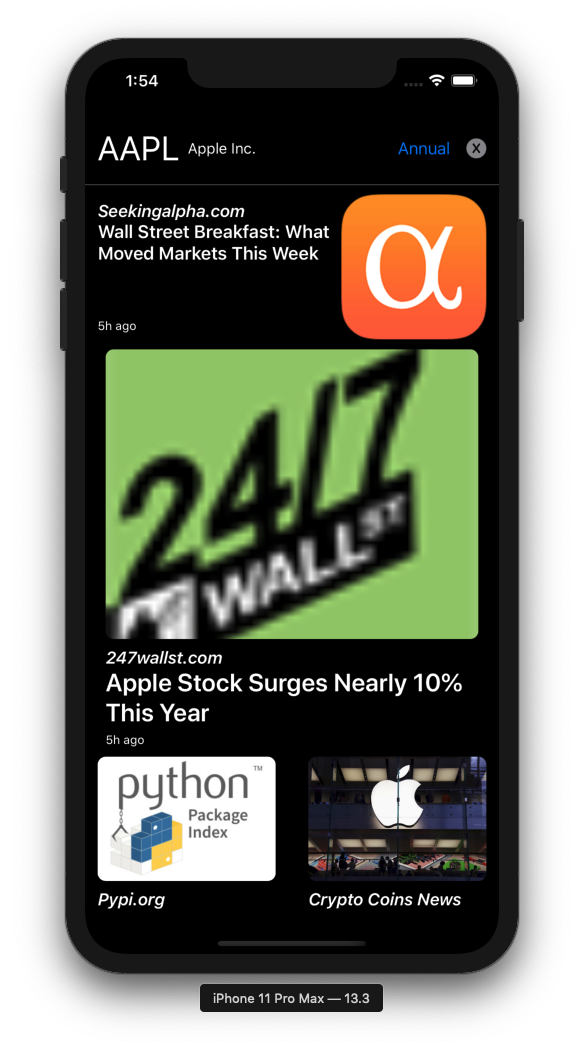 1:54
AAPL Apple Inc. Annual X
Seekingalpha.com
Wall Street Breakfast: What
Moved Markets This Week
5h ago
α
24/7
WALL ST
247wallst.com
Apple Stock Surges Nearly 10%
This Year
5h ago
python™
Package
Index
Pypi.org
Crypto Coins News
iPhone 11 Pro Max — 13.3